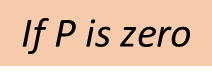 If P is zero